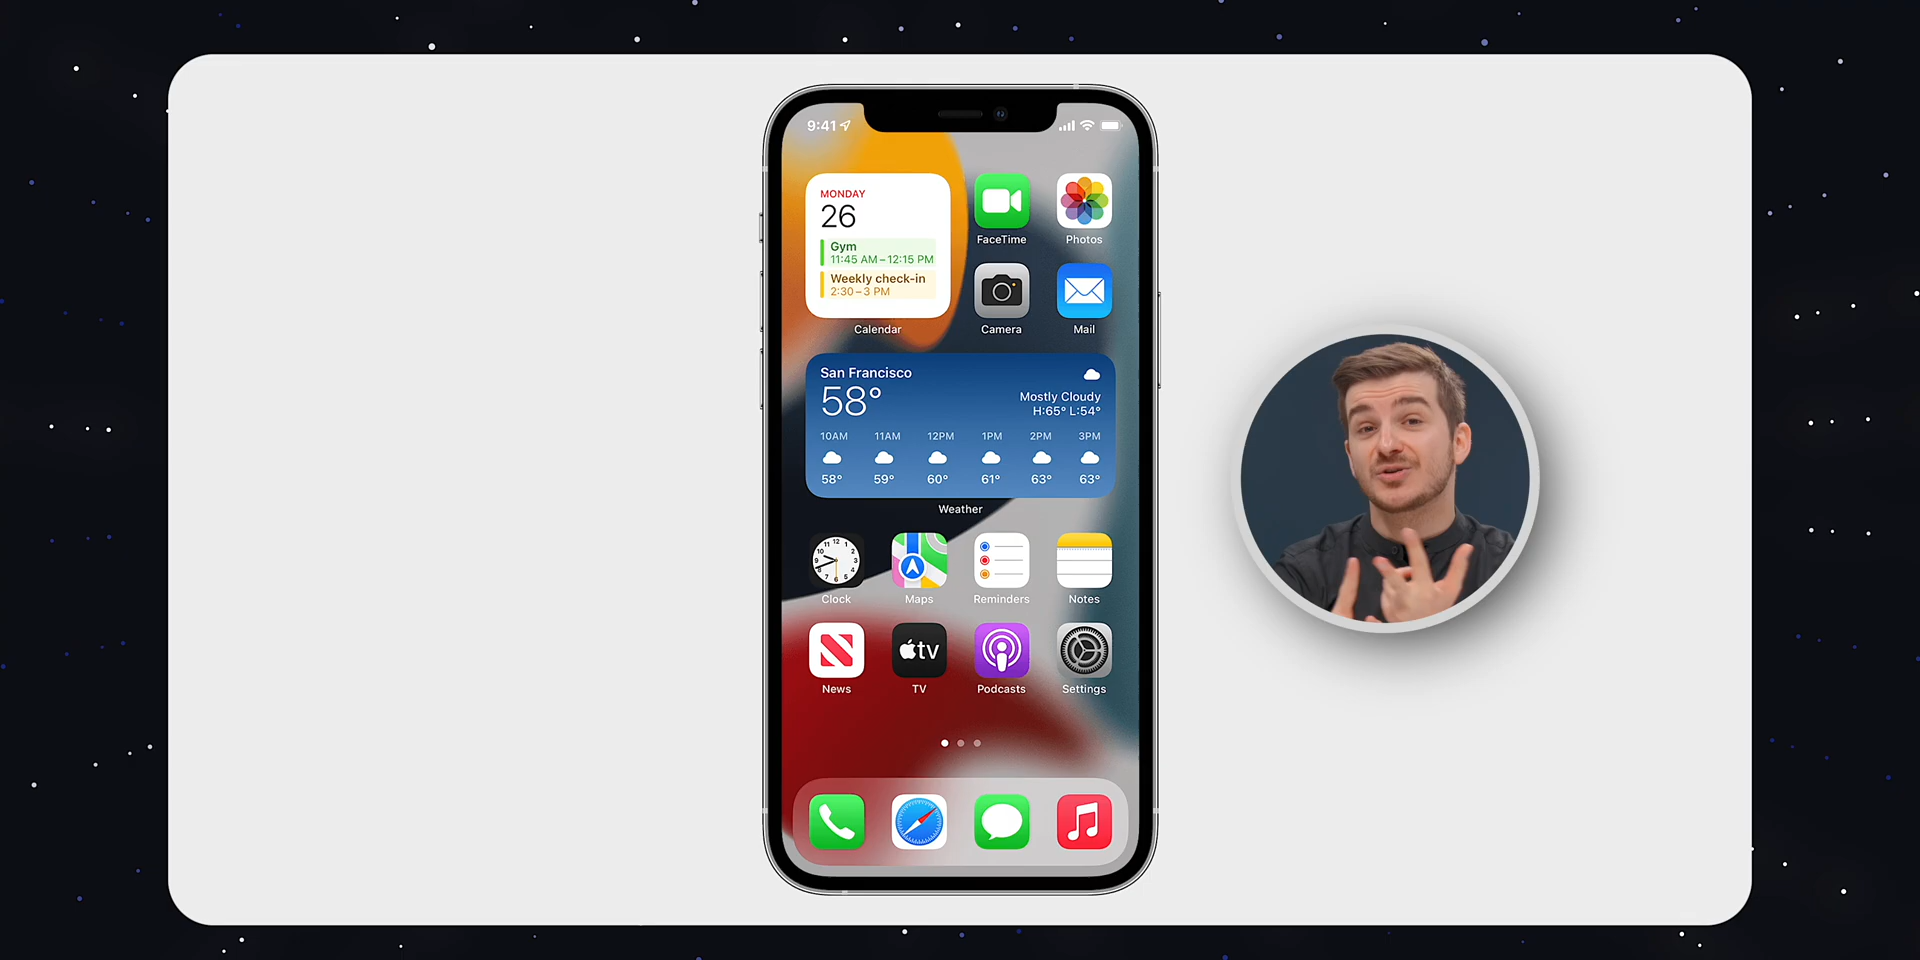 9:41
MONDAY
26
Gym
11:45 AM–12:15 PM
Weekly check-in
2:30–3 PM
Calendar
FaceTime
Photos
Camera
Mail
San Francisco
58°
Mostly Cloudy
H:65° L:54°
10AM 11AM 12PM 1PM 2PM 3PM
58° 59° 60° 61° 63° 63°
Weather
Clock Maps Reminders Notes
tv
News TV Podcasts Settings